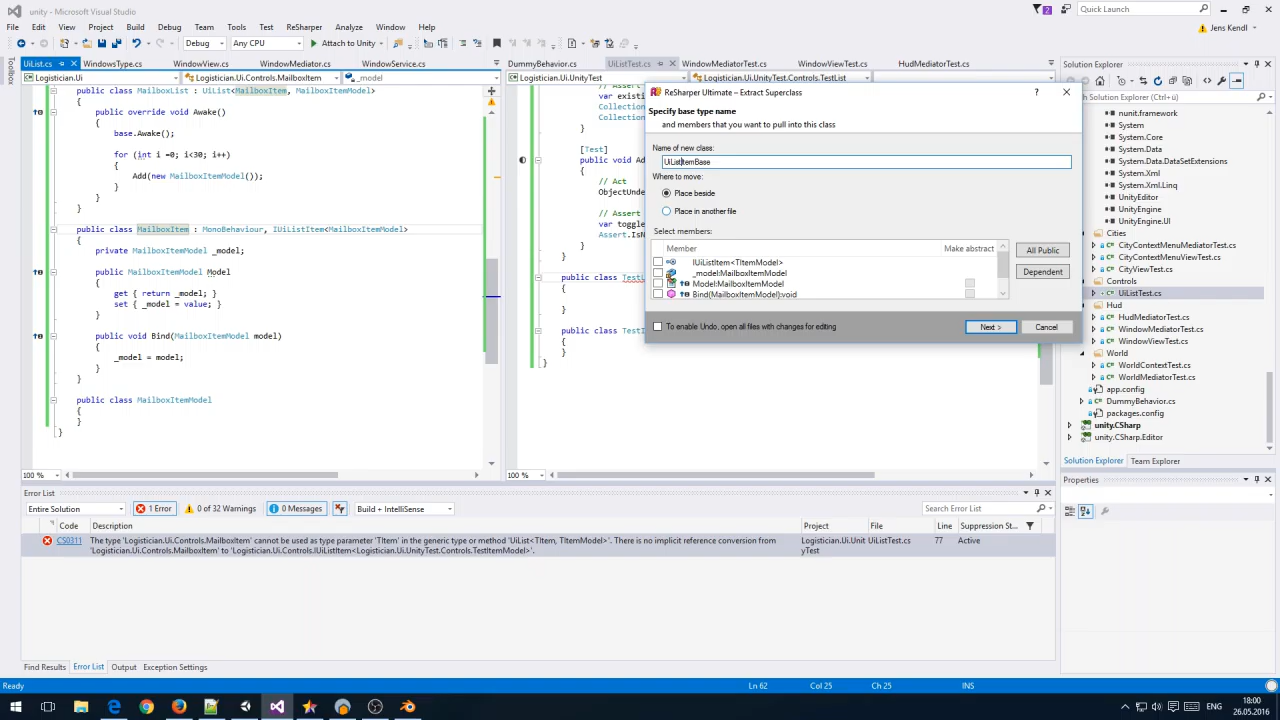 unity - Microsoft Visual Studio
2
Quick Launch
File Edit View Project Build Debug Team Tools Test ReSharper Analyze Window Help
Jens Kendl
Debug Any CPU Attach to Unity
UiList.cs WindowsType.cs WindowView.cs WindowMediator.cs WindowService.cs
DummyBehavior.cs UiListTest.cs WindowMediatorTest.cs WindowViewTest.cs HudMediatorTest.cs
Solution Explorer
Logistician.Ui Logistician.Ui.Controls.MailboxItem _model
Logistician.Ui.UnityTest Logistician.Ui.UnityTest.Controls.TestList
public class MailboxList : UiList<MailboxItem, MailboxItemModel>
{
public override void Awake()
{
base.Awake();
for (int i =0; i<30; i++)
{
Add(new MailboxItemModel());
}
}
}
public class MailboxItem : MonoBehaviour, IUiListItem<MailboxItemModel>
{
private MailboxItemModel _model;
public MailboxItemModel Model
{
get { return _model; }
set { _model = value; }
}
public void Bind(MailboxItemModel model)
{
_model = model;
}
}
public class MailboxItemModel
{
}
}
100 %
// Assert
var existi
Collection
Collection
}
[Test]
public void Ad
{
// Act
ObjectUnde
// Assert
var toggle
Assert.IsN
}
}
public class TestL
{
}
public class TestI
{
}
}
100 %
ReSharper Ultimate – Extract Superclass
?
Specify base type name
and members that you want to pull into this class
Name of new class:
UiListItemBase
Where to move:
Place beside
Place in another file
Select members:
Member Make abstract
IUiListItem<TItemModel>
_model:MailboxItemModel
Model:MailboxItemModel
Bind(MailboxItemModel):void
All Public
Dependent
To enable Undo, open all files with changes for editing
Next >
Cancel
ch Solution Explorer (Ctrl+ü)
nunit.framework
System
System.Core
System.Data
System.Data.DataSetExtensions
System.Xml
System.Xml.Linq
UnityEditor
UnityEngine
UnityEngine.UI
Cities
CityContextMenuMediatorTest.cs
CityContextMenuViewTest.cs
CityViewTest.cs
Controls
UiListTest.cs
Hud
HudMediatorTest.cs
WindowMediatorTest.cs
WindowViewTest.cs
World
WorldContextTest.cs
WorldMediatorTest.cs
app.config
DummyBehavior.cs
packages.config
unity.CSharp
unity.CSharp.Editor
Solution Explorer Team Explorer
Properties
Error List
Entire Solution 1 Error 0 of 32 Warnings 0 Messages Build + IntelliSense
Search Error List
Code Description Project File Line Suppression St...
CS0311 The type 'Logistician.Ui.Controls.MailboxItem' cannot be used as type parameter 'TItem' in the generic type or method 'UiList<TItem, TItemModel>'. There is no implicit reference conversion from Logistician.Ui.Unit UiListTest.cs 77 Active
'Logistician.Ui.Controls.MailboxItem' to 'Logistician.Ui.Controls.IUiListItem<Logistician.Ui.UnityTest.Controls.TestItemModel>'. yTest
Find Results Error List Output Exception Settings
Ready Ln 62 Col 25 Ch 25 INS
ENG
18:00
26.05.2016